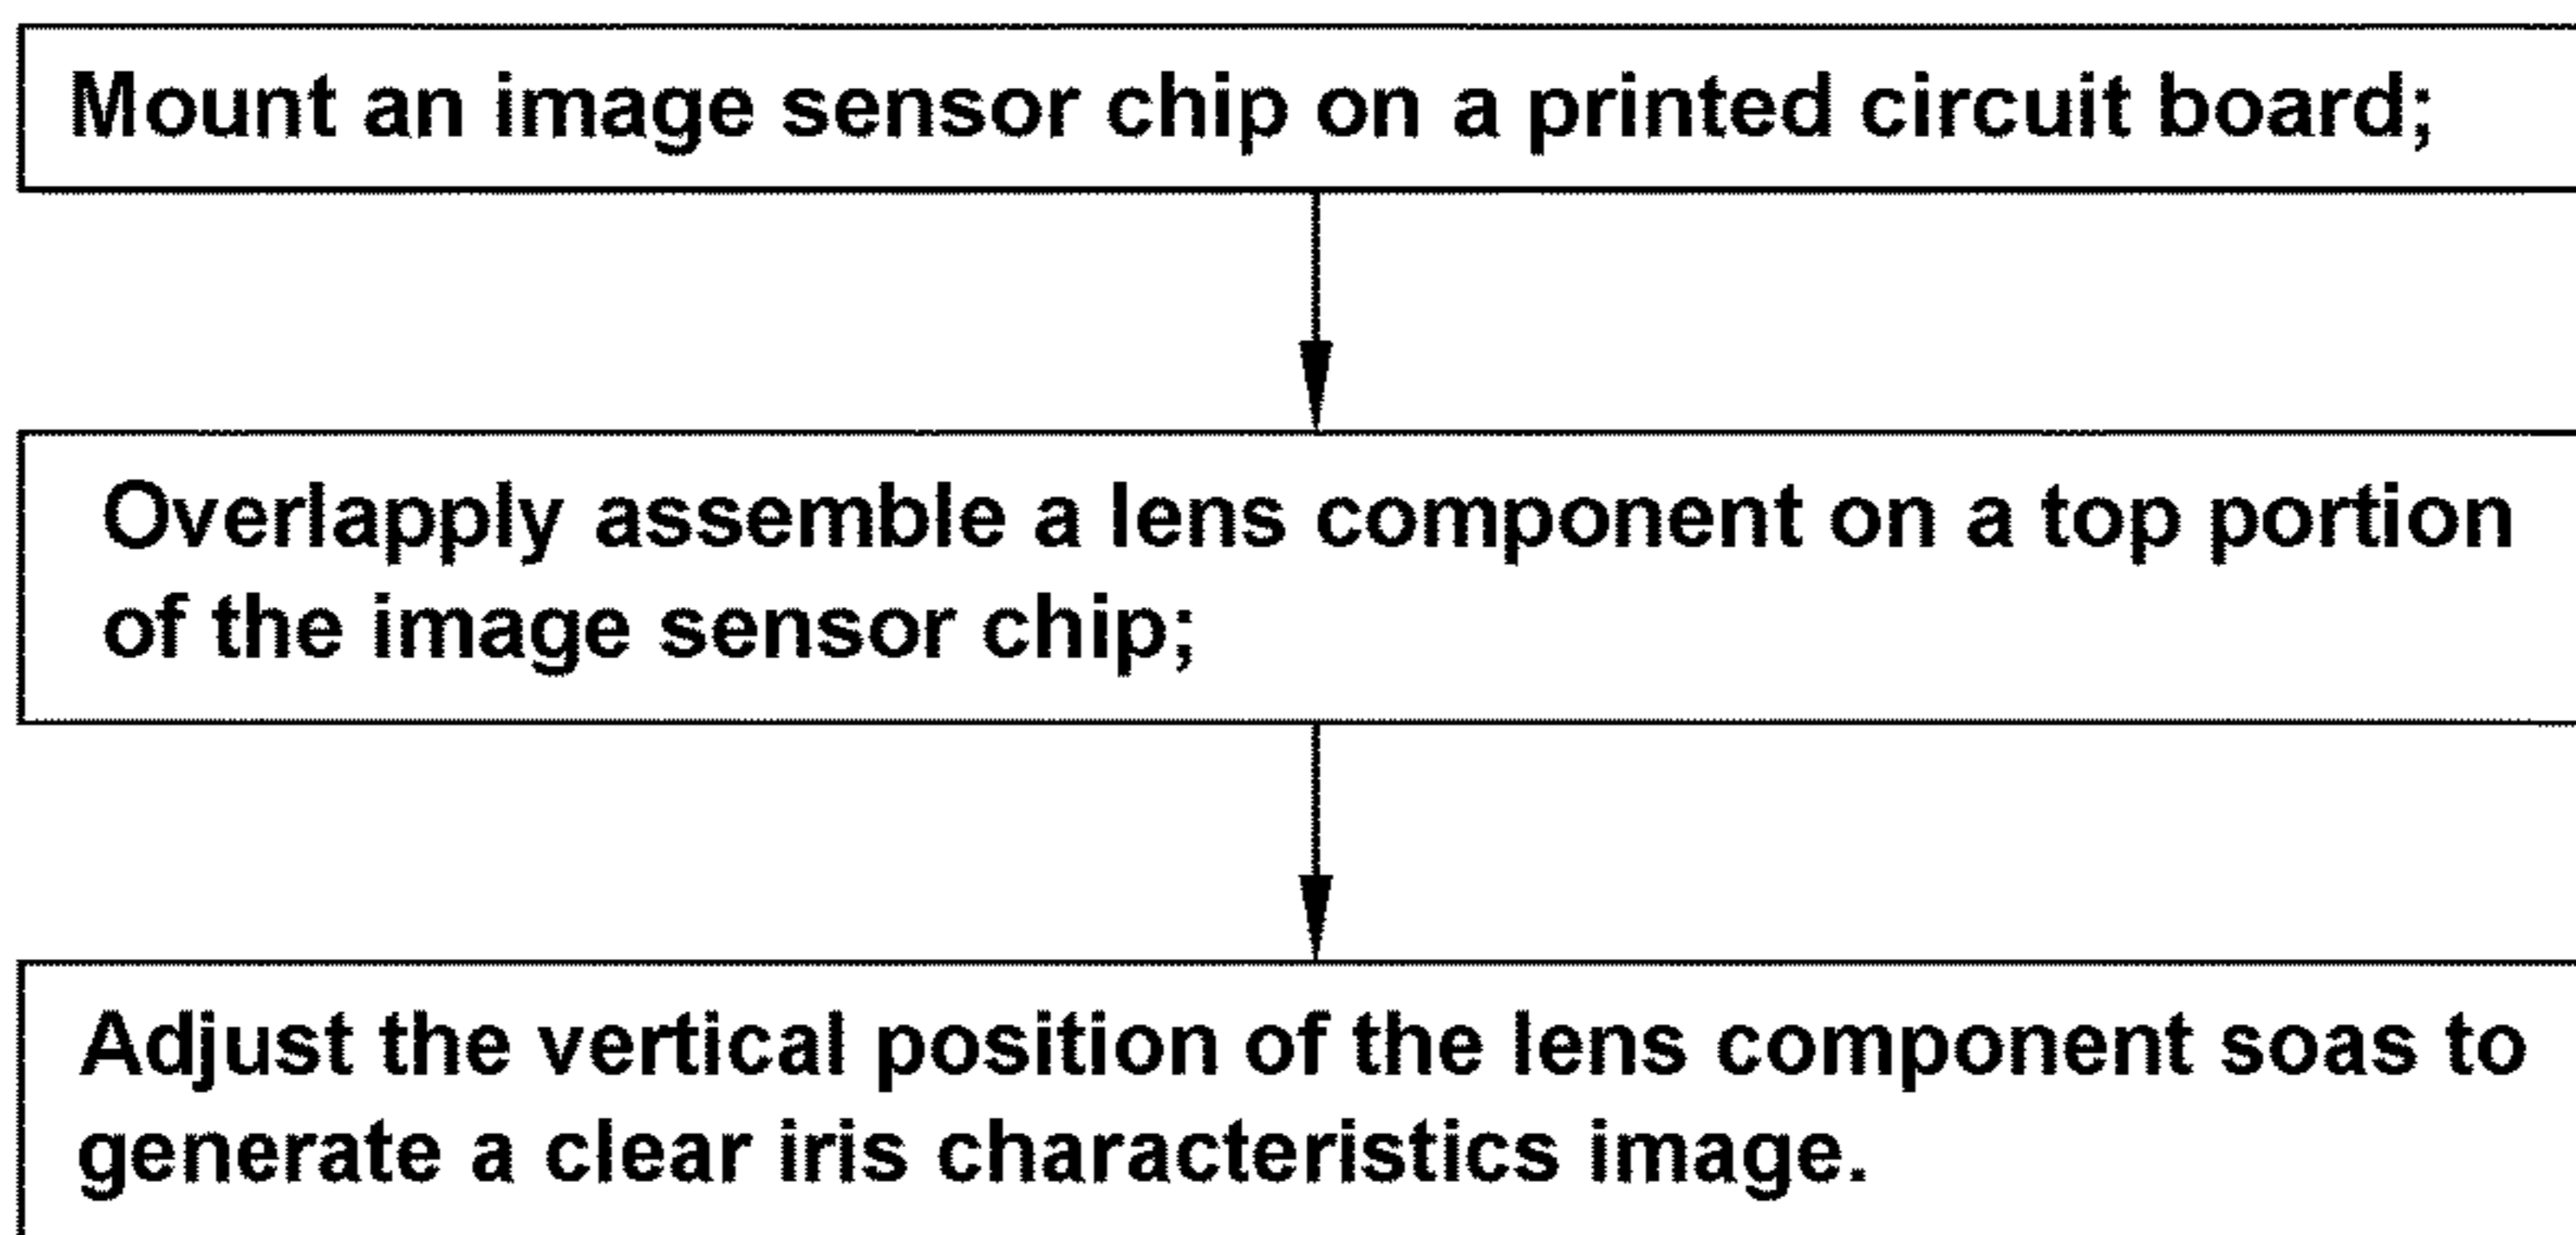 Mount an image sensor chip on a printed circuit board;
Overlapply assemble a lens component on a top portion
of the image sensor chip;
Adjust the vertical position of the lens component soas to
generate a clear iris characteristics image.